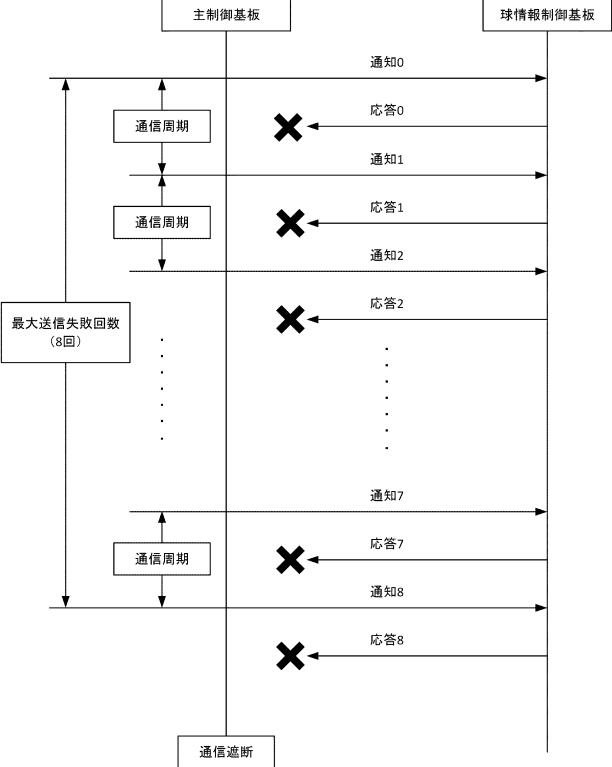 主制御基板
球情報制御基板
通知0
応答0
通信周期
通知1
応答1
通信周期
通知2
応答2
最大送信失敗回数
（8回）
通知7
応答7
通信周期
通知8
応答8
通信遮断